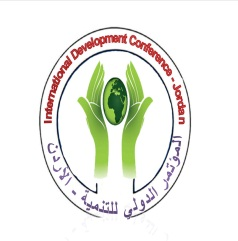 International Development Conference - Jordan
المؤتمر الدولي للتنمية - الأردن